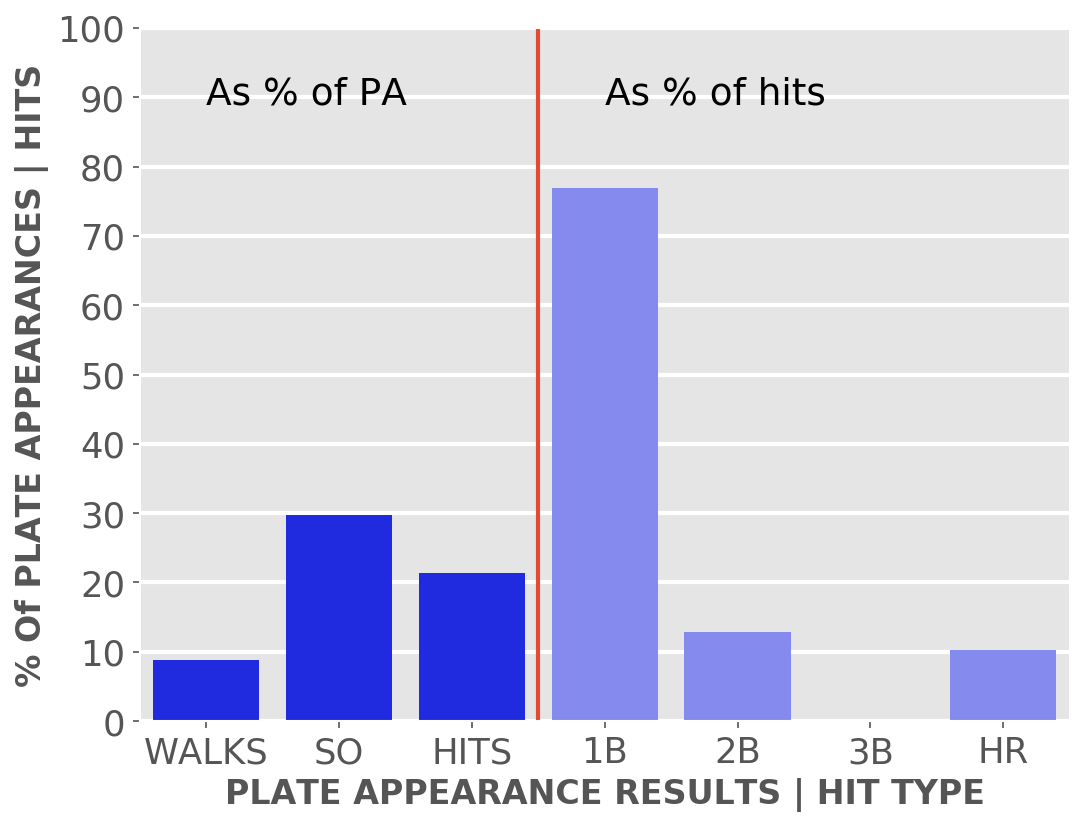 % Of PLATE APPEARANCES | HITS
100
90
80
70
60
50
40
30
20
10
0
As % of PA
As % of hits
WALKS SO HITS 1B 2B 3B HR
PLATE APPEARANCE RESULTS | HIT TYPE